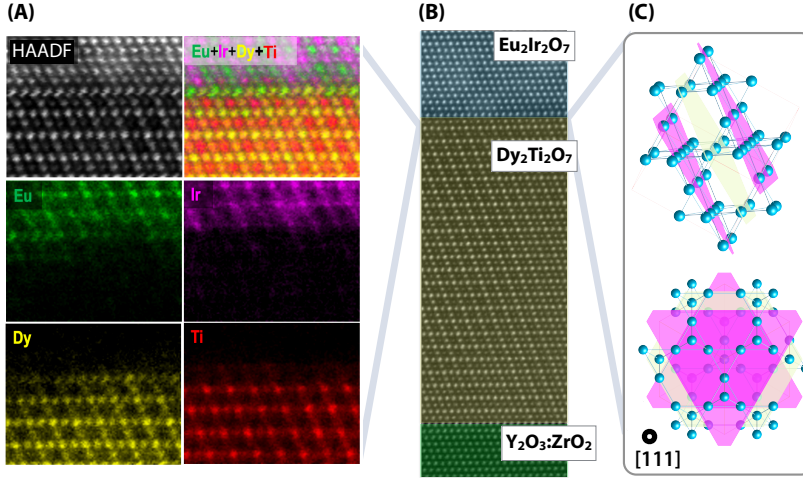 (A)
HAADF
Eu+Ir+Dy+Ti
Eu
Ir
Dy
Ti
(B)
Eu₂Ir₂O₇
Dy₂Ti₂O₇
Y₂O₃:ZrO₂
(C)
[111]